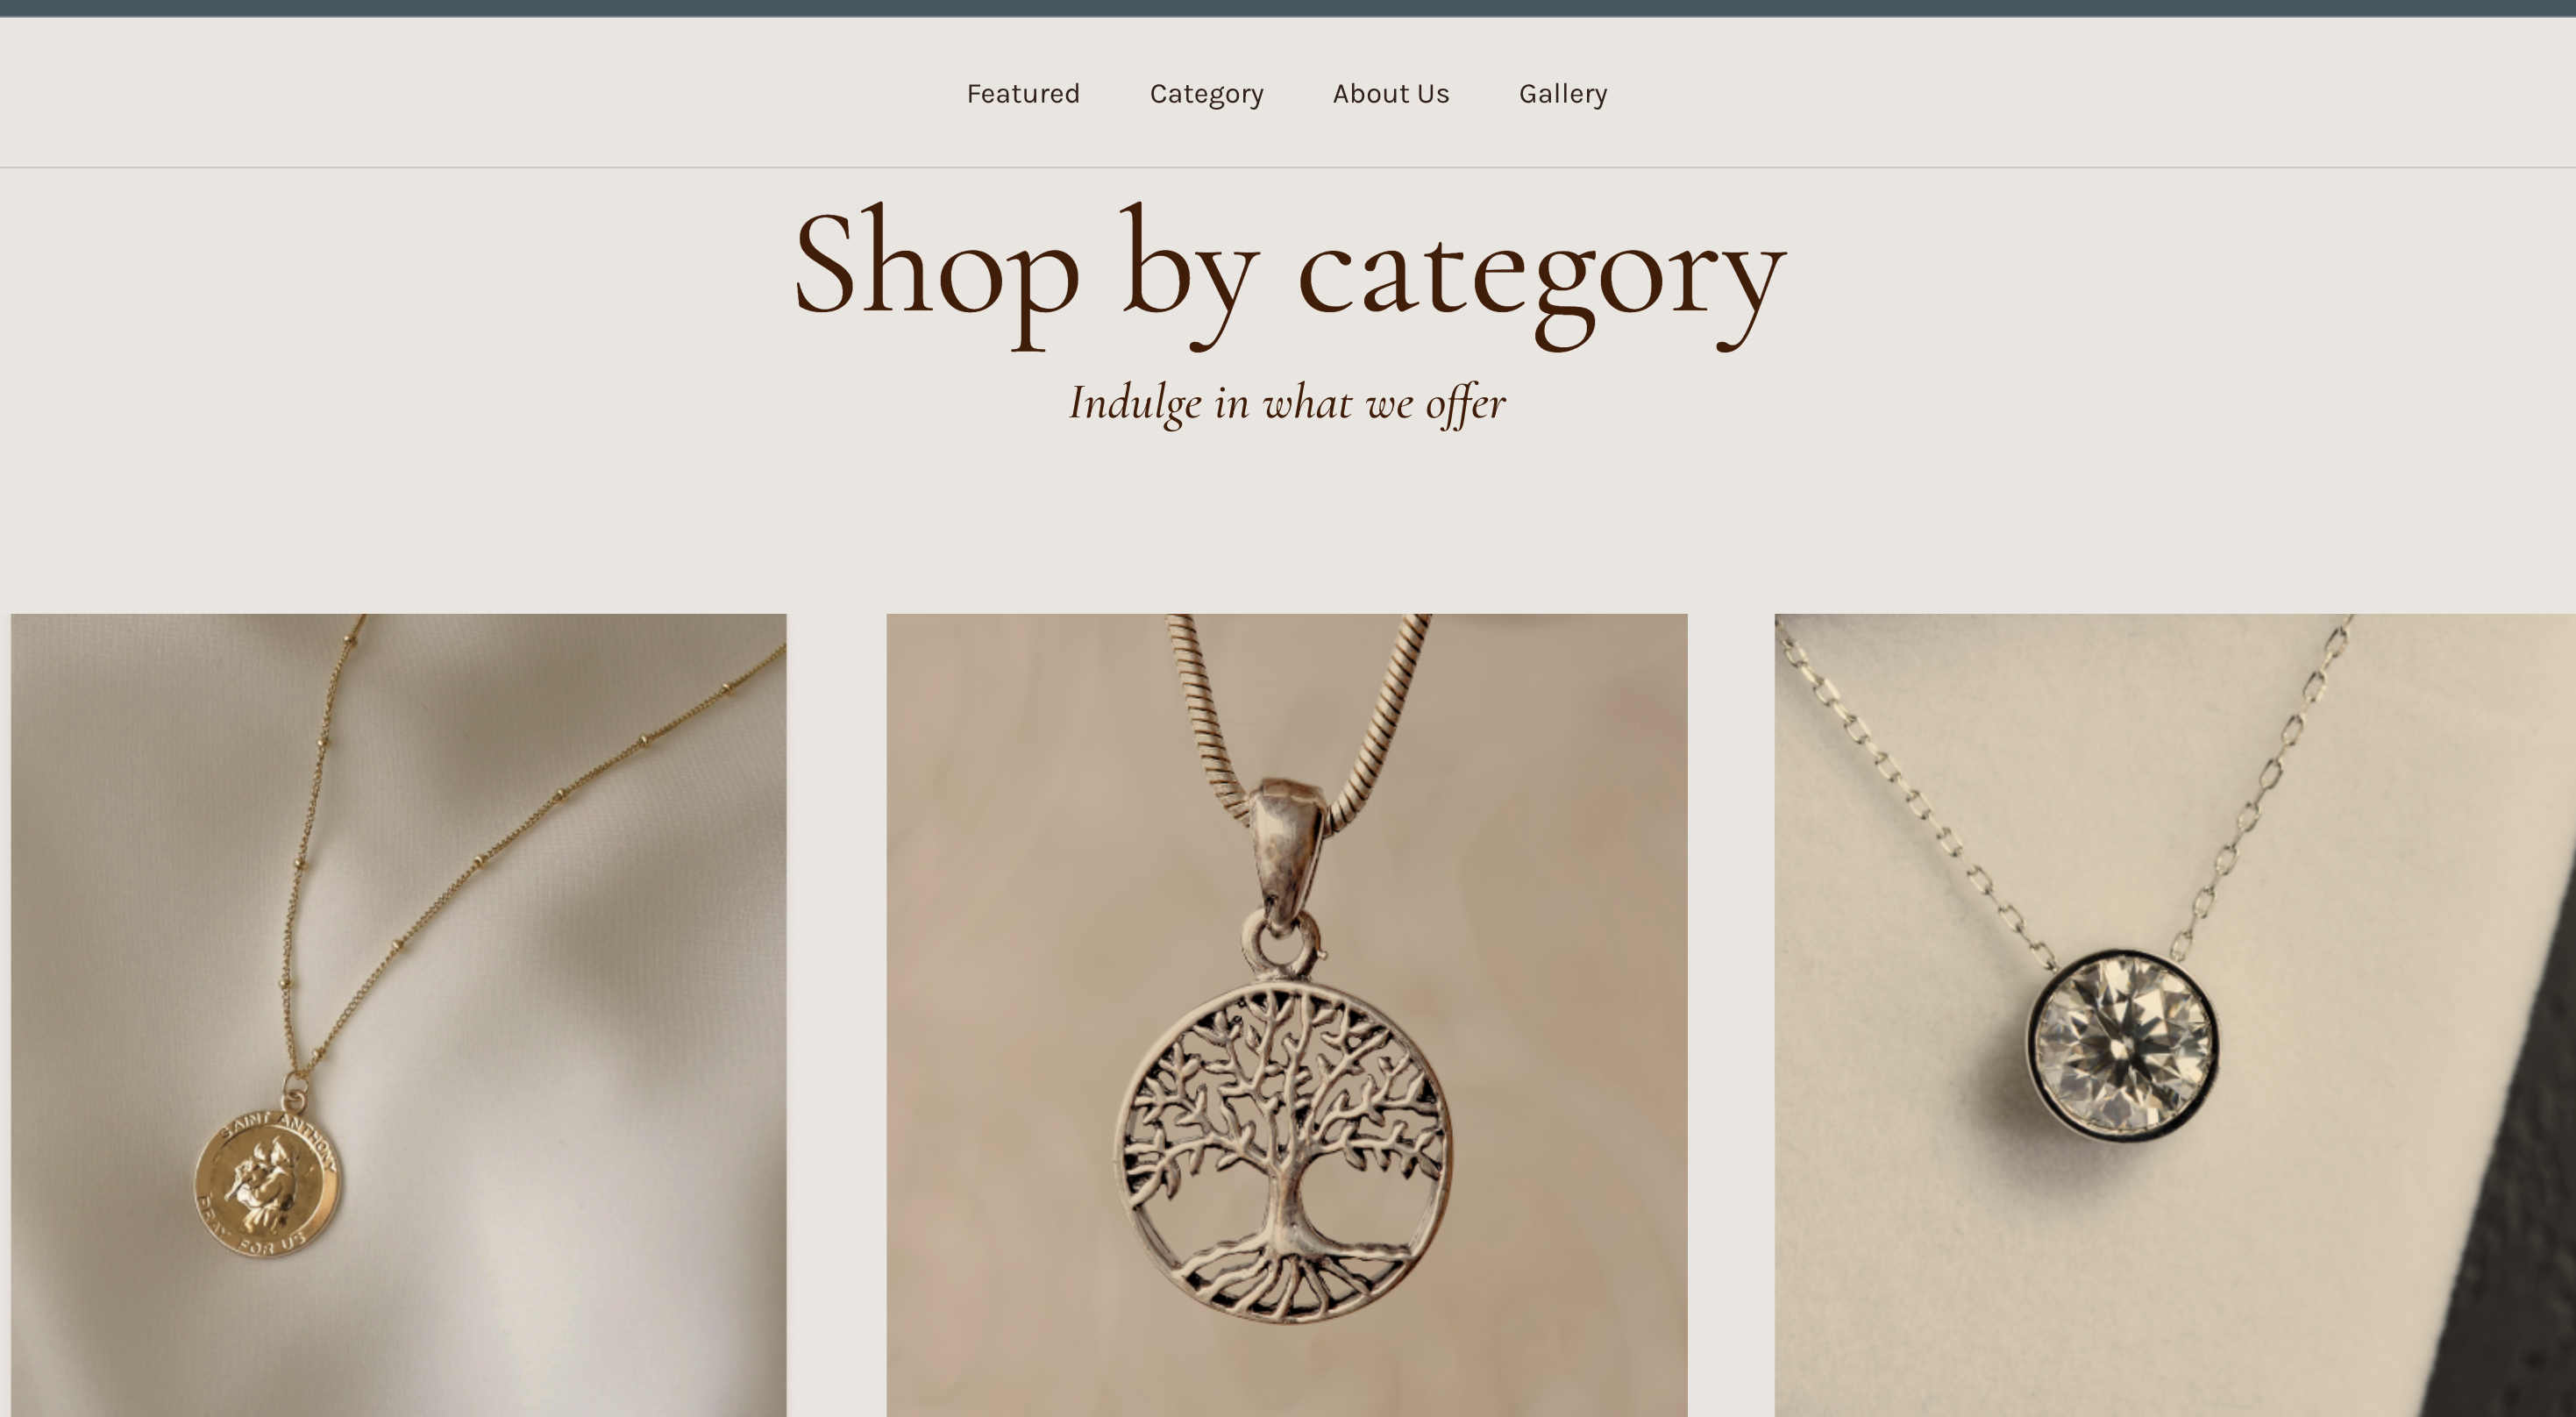 Featured Category About Us Gallery
Shop by category
Indulge in what we offer
SAINT ANTHONY
PRAY FOR US